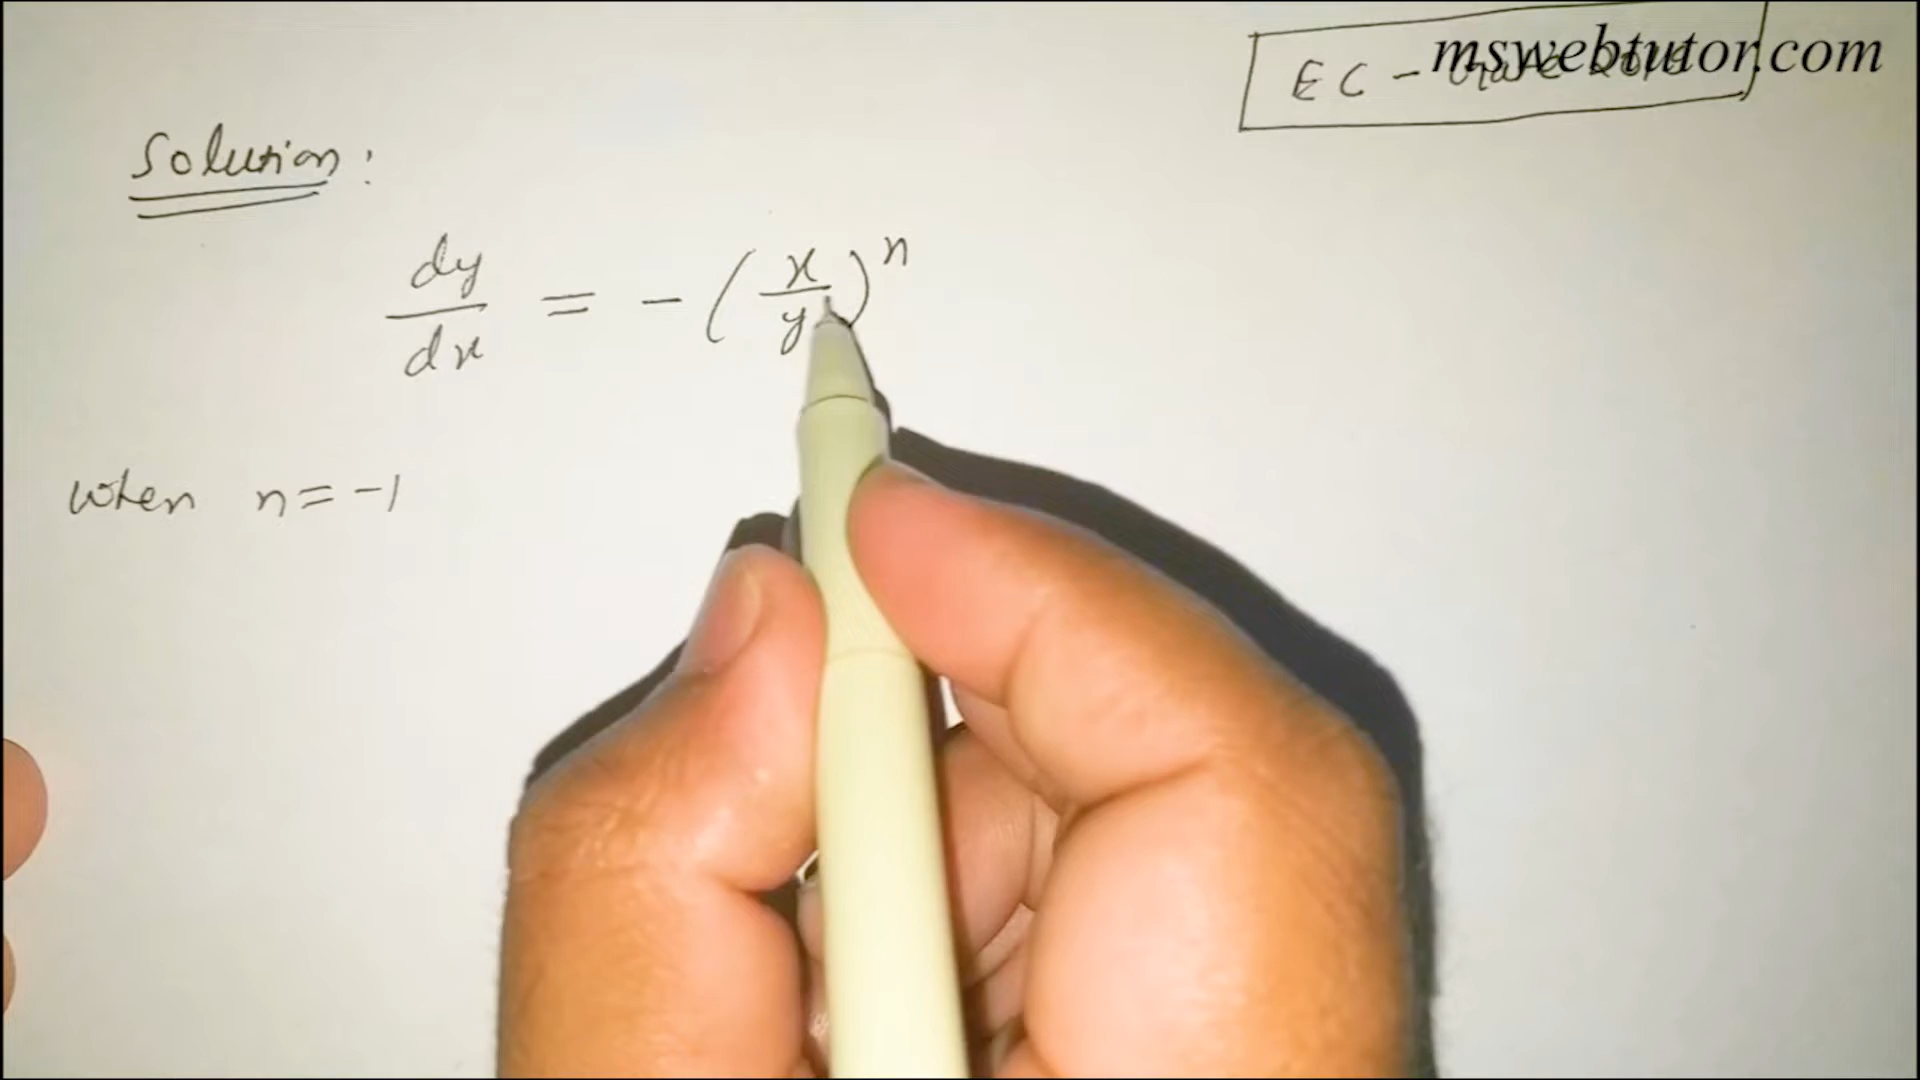 mswebtutor.com
EC -
Solution:
dy/dx = -(x/y)^n
when n=-1